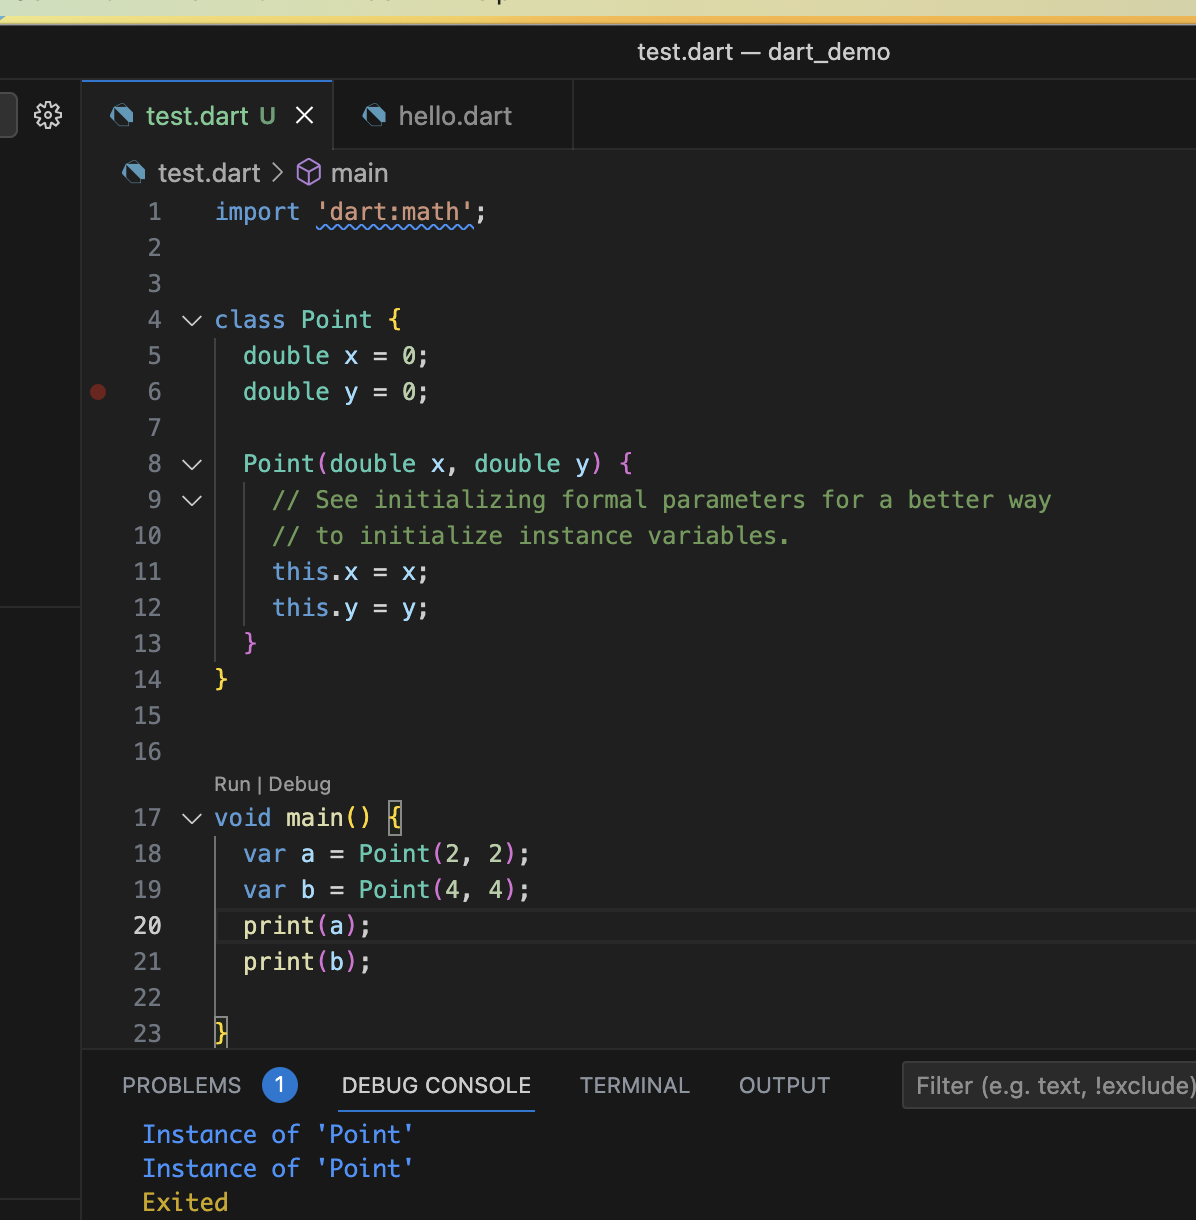 test.dart — dart_demo
test.dart U hello.dart
test.dart > main
1 import 'dart:math';
2
3
4 class Point {
5 double x = 0;
6 double y = 0;
7
8 Point(double x, double y) {
9 // See initializing formal parameters for a better way
10 // to initialize instance variables.
11 this.x = x;
12 this.y = y;
13 }
14 }
15
16
Run | Debug
17 void main() {
18 var a = Point(2, 2);
19 var b = Point(4, 4);
20 print(a);
21 print(b);
22
23 }
PROBLEMS 1 DEBUG CONSOLE TERMINAL OUTPUT Filter (e.g. text, !exclude)
Instance of 'Point'
Instance of 'Point'
Exited